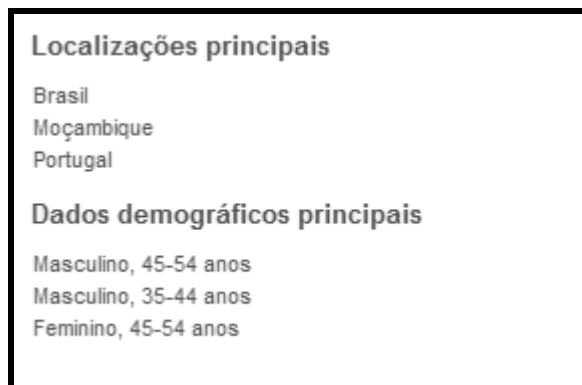 Localizações principais
Brasil
Moçambique
Portugal
Dados demográficos principais
Masculino, 45-54 anos
Masculino, 35-44 anos
Feminino, 45-54 anos